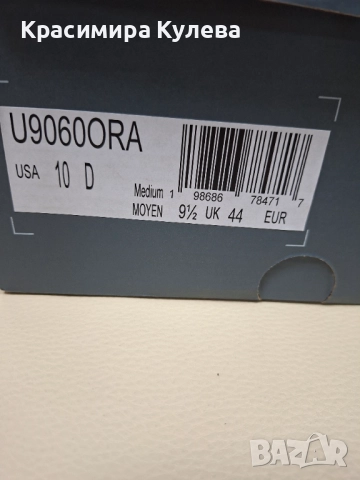 Красимира Кулева
U9060ORA
USA 10 D
Medium 1 98686 78471 7
MOYEN 9½ UK 44 EUR
BAZAR